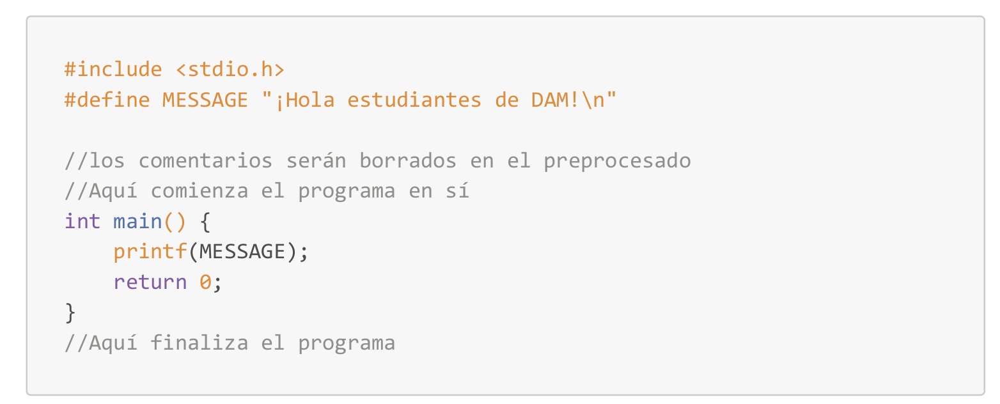 #include <stdio.h>
#define MESSAGE "¡Hola estudiantes de DAM!\n"
//los comentarios serán borrados en el preprocesado
//Aquí comienza el programa en sí
int main() {
    printf(MESSAGE);
    return 0;
}
//Aquí finaliza el programa